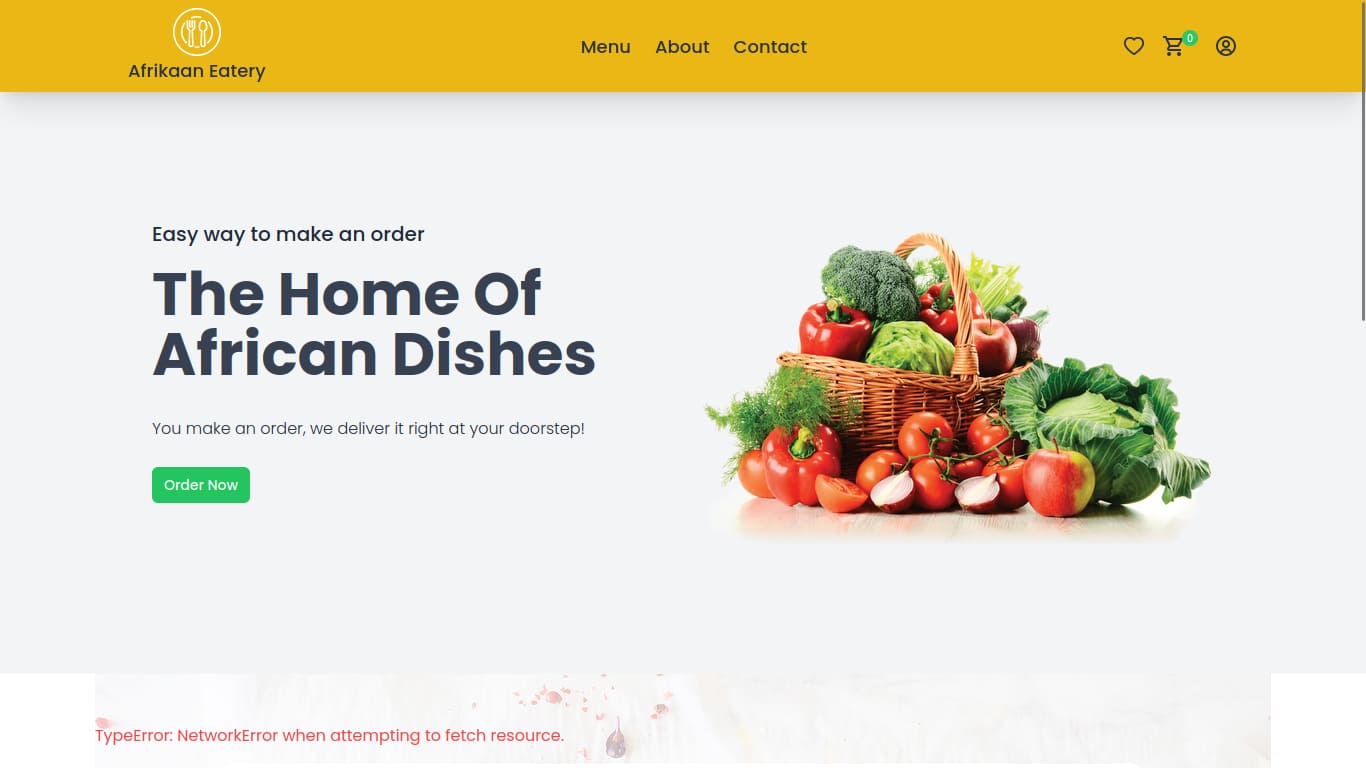 Afrikaan Eatery
Menu About Contact
0
Easy way to make an order
The Home Of
African Dishes
You make an order, we deliver it right at your doorstep!
Order Now
TypeError: NetworkError when attempting to fetch resource.